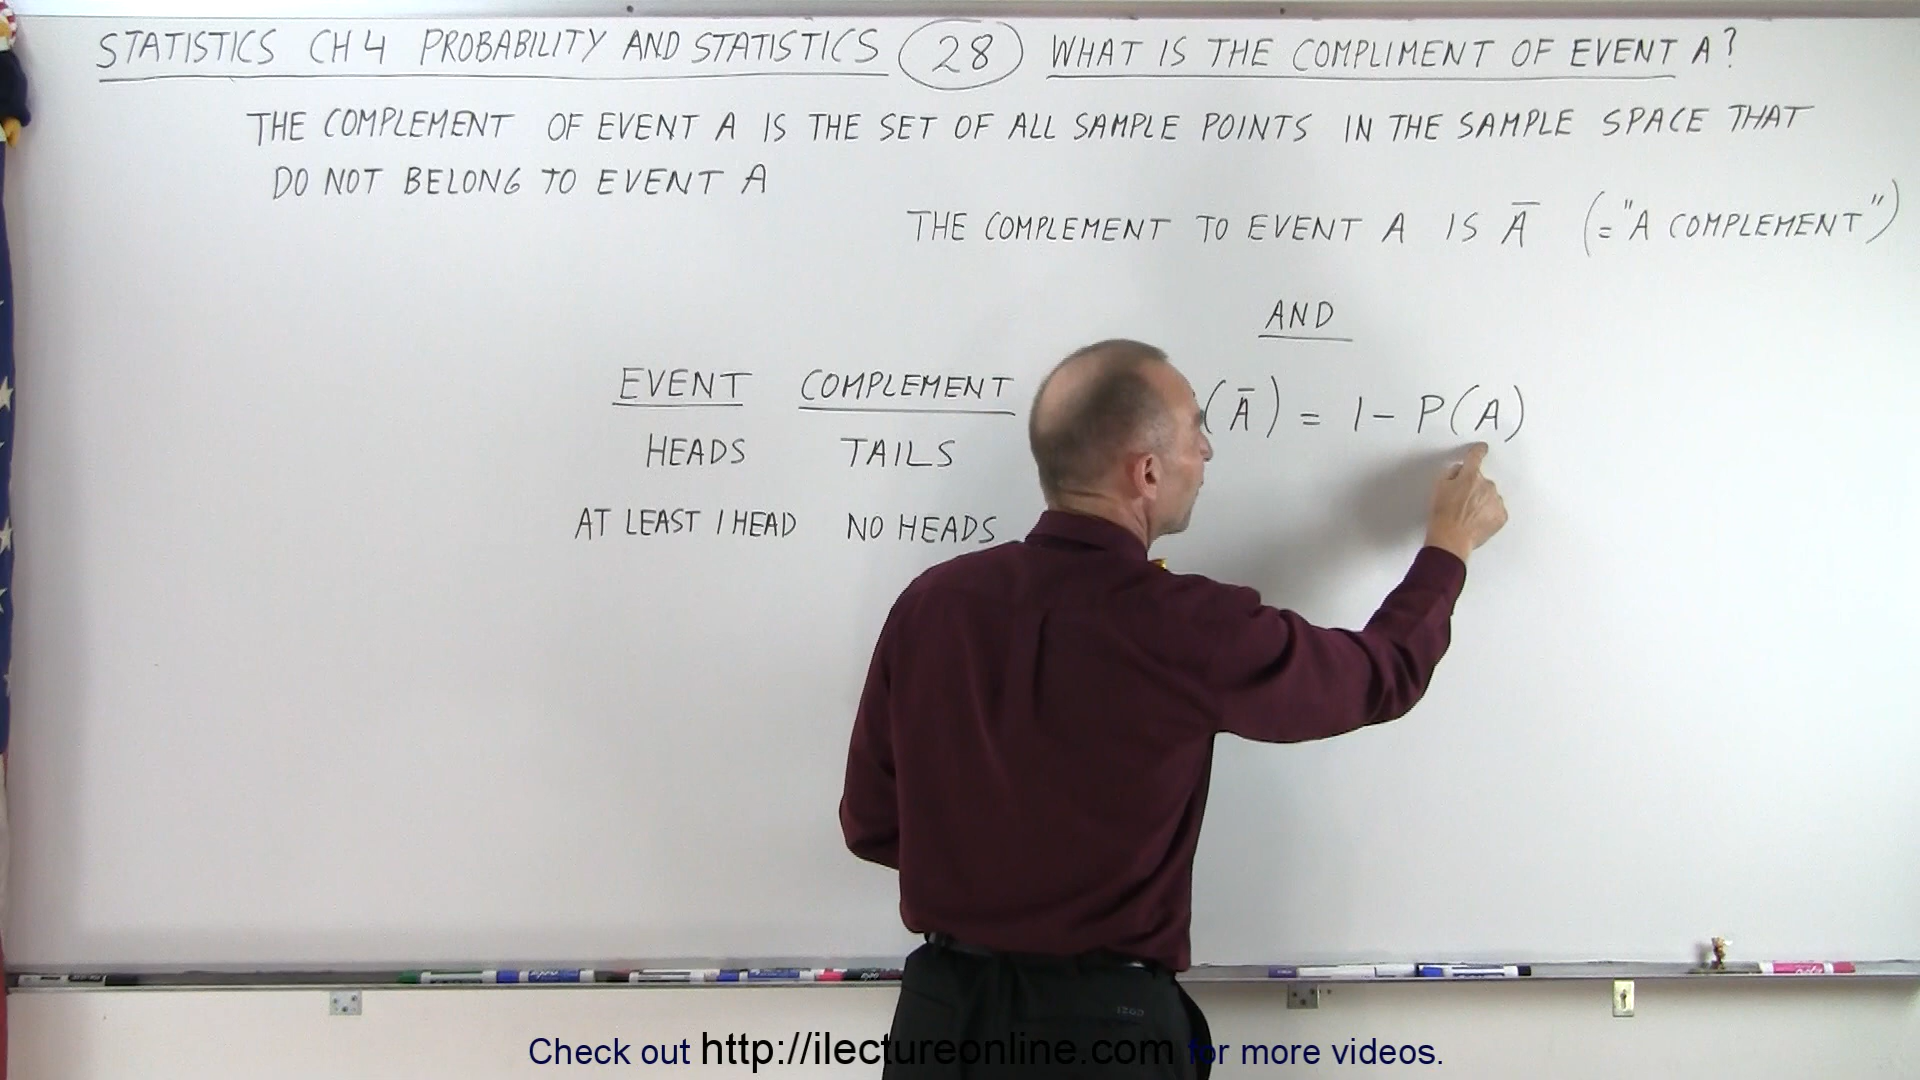 STATISTICS CH 4 PROBABILITY AND STATISTICS 28 WHAT IS THE COMPLIMENT OF EVENT A?
THE COMPLEMENT OF EVENT A IS THE SET OF ALL SAMPLE POINTS IN THE SAMPLE SPACE THAT
DO NOT BELONG TO EVENT A
THE COMPLEMENT TO EVENT A IS Ā (= "A COMPLEMENT")
AND
EVENT COMPLEMENT
(Ā) = 1 - P(A)
HEADS TAILS
AT LEAST 1 HEAD NO HEADS
Check out http://ilectureonline.com for more videos.